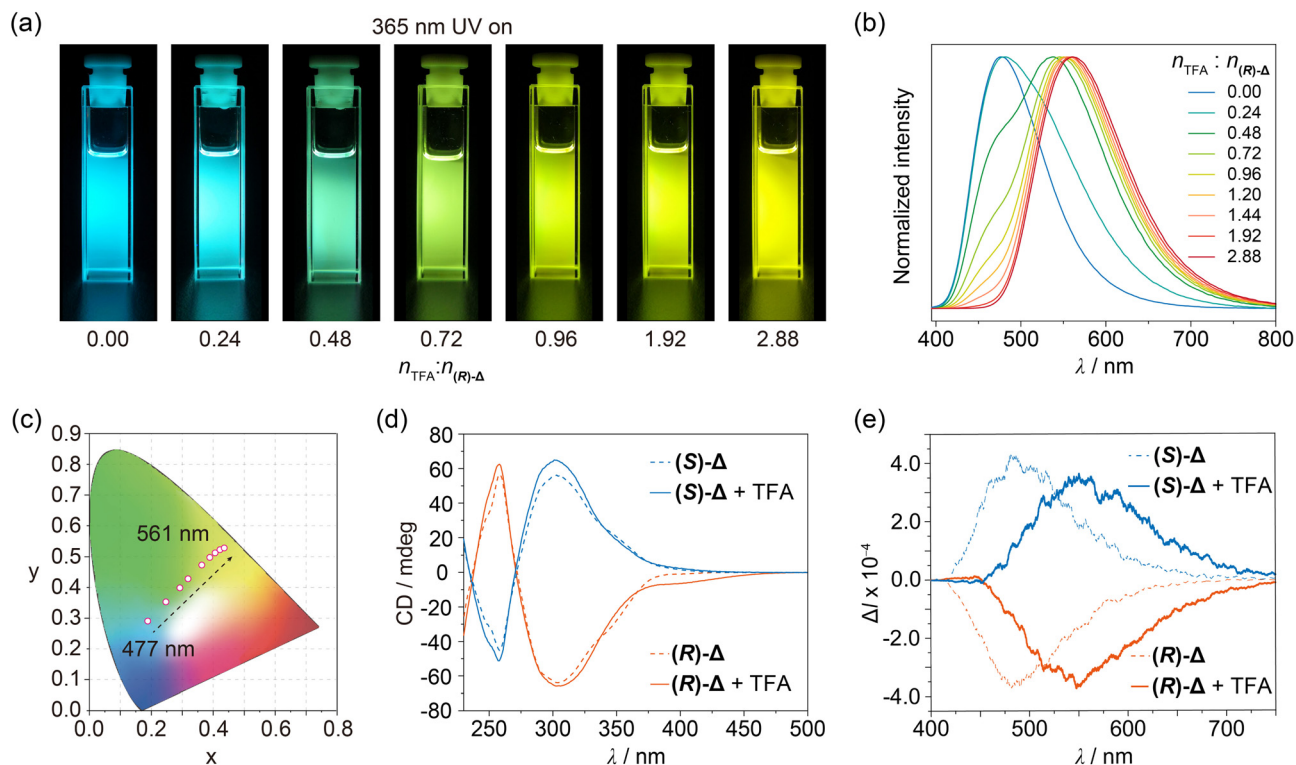 (a)
365 nm UV on
0.00 0.24 0.48 0.72 0.96 1.92 2.88
nTFA:n(R)-Δ
(b)
Normalized intensity
nTFA : n(R)-Δ
0.00
0.24
0.48
0.72
0.96
1.20
1.44
1.92
2.88
400 500 600 700 800
λ / nm
(c)
0.9
0.8
0.7
0.6
0.5
0.4
0.3
0.2
0.1
0.0
y
561 nm
477 nm
0.0 0.2 0.4 0.6 0.8
x
(d)
80
60
40
20
0
-20
-40
-60
-80
CD / mdeg
(S)-Δ
(S)-Δ + TFA
(R)-Δ
(R)-Δ + TFA
250 300 350 400 450 500
λ / nm
(e)
4.0
2.0
0.0
-2.0
-4.0
ΔI x 10⁻⁴
(S)-Δ
(S)-Δ + TFA
(R)-Δ
(R)-Δ + TFA
400 450 500 550 600 650 700
λ / nm